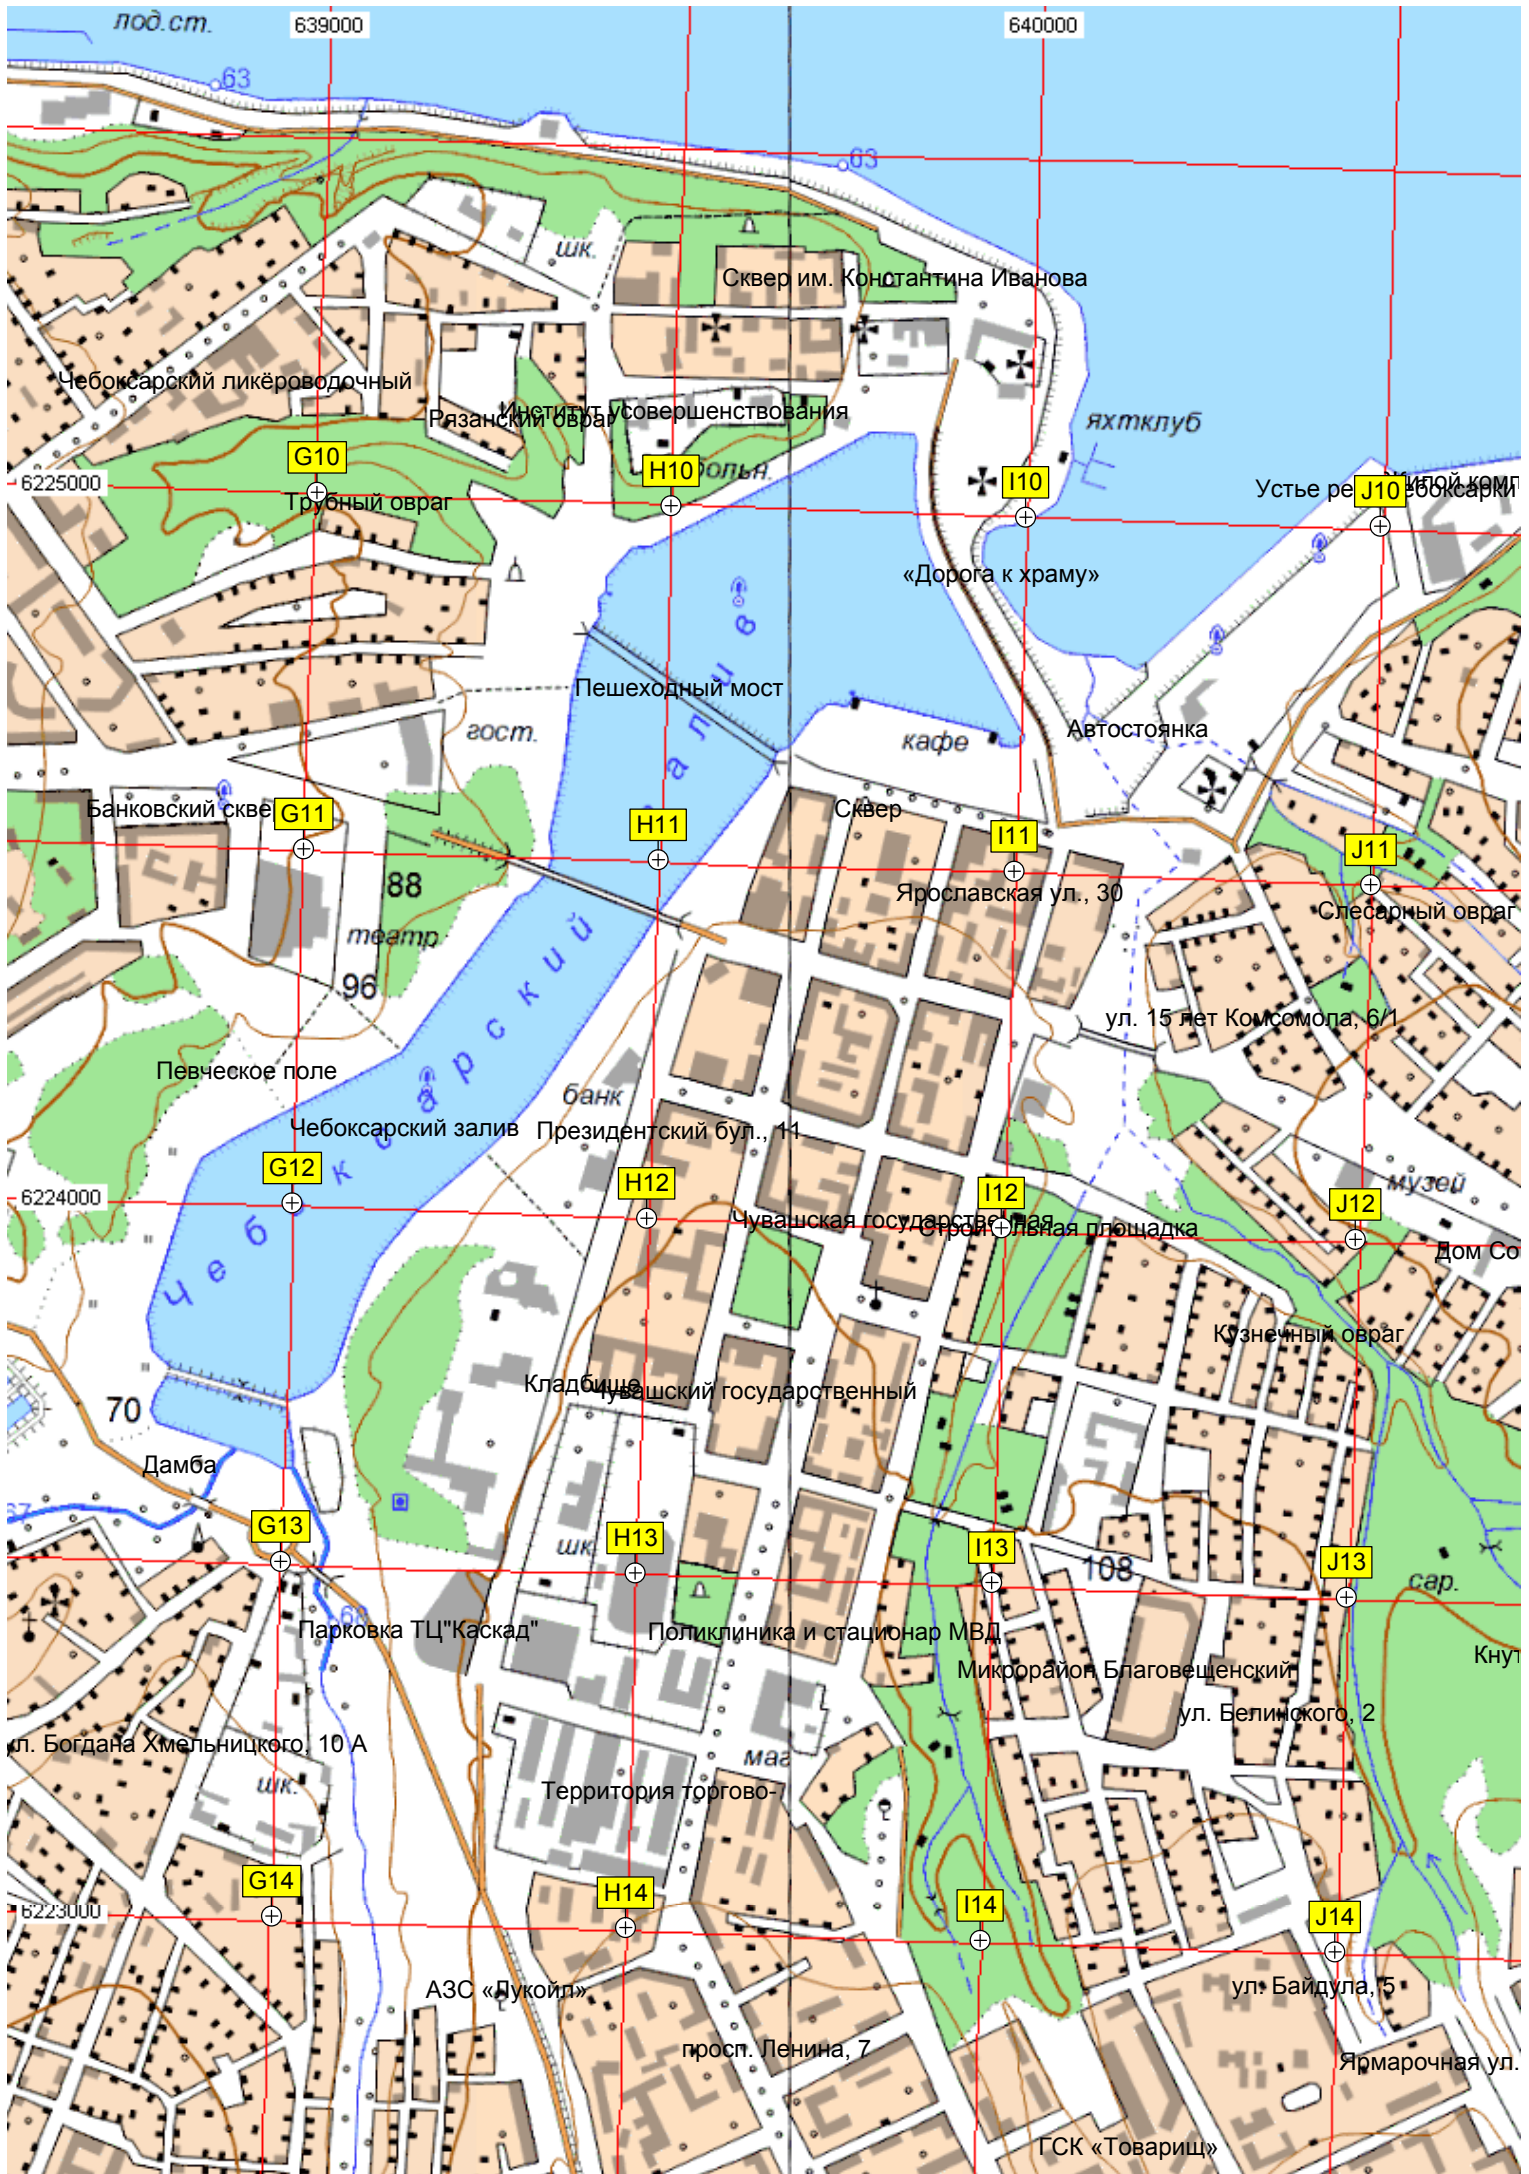 под.ст.
639000
640000
63
63
шк.
Сквер им. Константина Иванова
Чебоксарский ликёроводочный
Рязанский овраг
Институт усовершенствования
яхтклуб
G10
H10
больн.
I10
J10
6225000
Трубный овраг
«Дорога к храму»
Пешеходный мост
гост.
кафе
Автостоянка
Банковский скве
G11
H11
Сквер
I11
J11
88
Ярославская ул., 30
Слесарный овраг
театр
96
ул. 15 лет Комсомола, 6/1
Певческое поле
банк
Чебоксарский залив
Президентский бул., 11
G12
H12
I12
J12
музей
6224000
Чувашская государственная
Строительная площадка
Дом Со
Чебоксарский
Кузнечный овраг
Кладбище
Чувашский государственный
70
Дамба
67
G13
H13
шк.
I13
108
J13
сар.
68
Парковка ТЦ"Каскад"
Поликлиника и стационар МВД
Кнут
Микрорайон Благовещенский
ул. Белинского, 2
л. Богдана Хмельницкого, 10 А
шк.
маг
Территория торгово-
G14
H14
I14
J14
6223000
АЗС «Лукойл»
ул. Байдула, 5
просп. Ленина, 7
Ярмарочная ул.
ГСК «Товарищ»